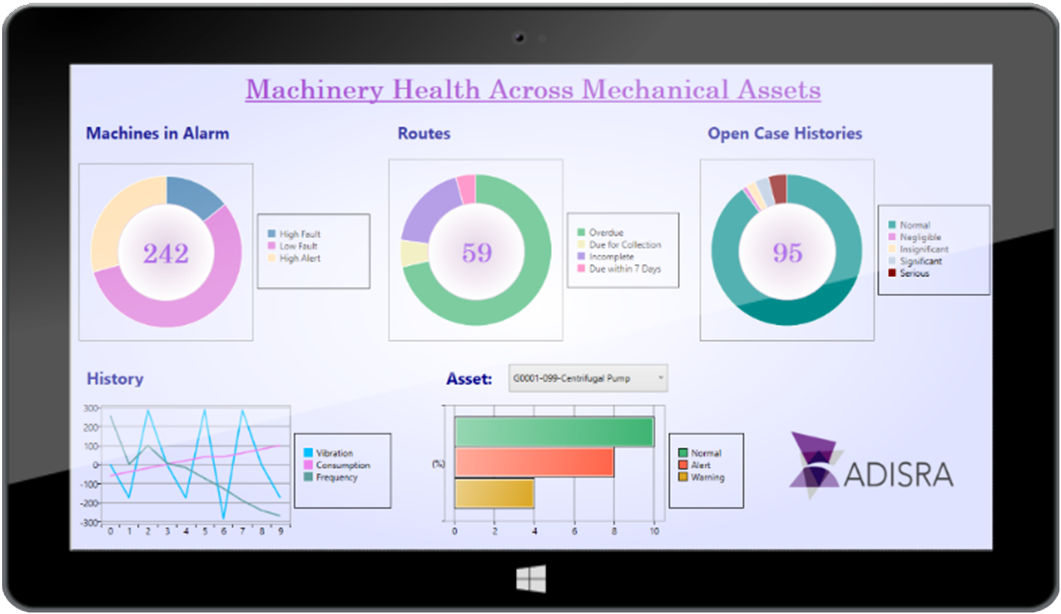 Machinery Health Across Mechanical Assets
Machines in Alarm
242
High Fault
Low Fault
High Alert
Routes
59
Overdue
Due for Collection
Incomplete
Due within 7 Days
Open Case Histories
95
Normal
Negligible
Insignificant
Significant
Serious
History
300
200
100
0
-100
-200
-300
0 1 2 3 4 5 6 7 8 9
Vibration
Consumption
Frequency
Asset:
G0001-099-Centrifugal Pump
(%)
0 2 4 6 8 10
Normal
Alert
Warning
ADISRA